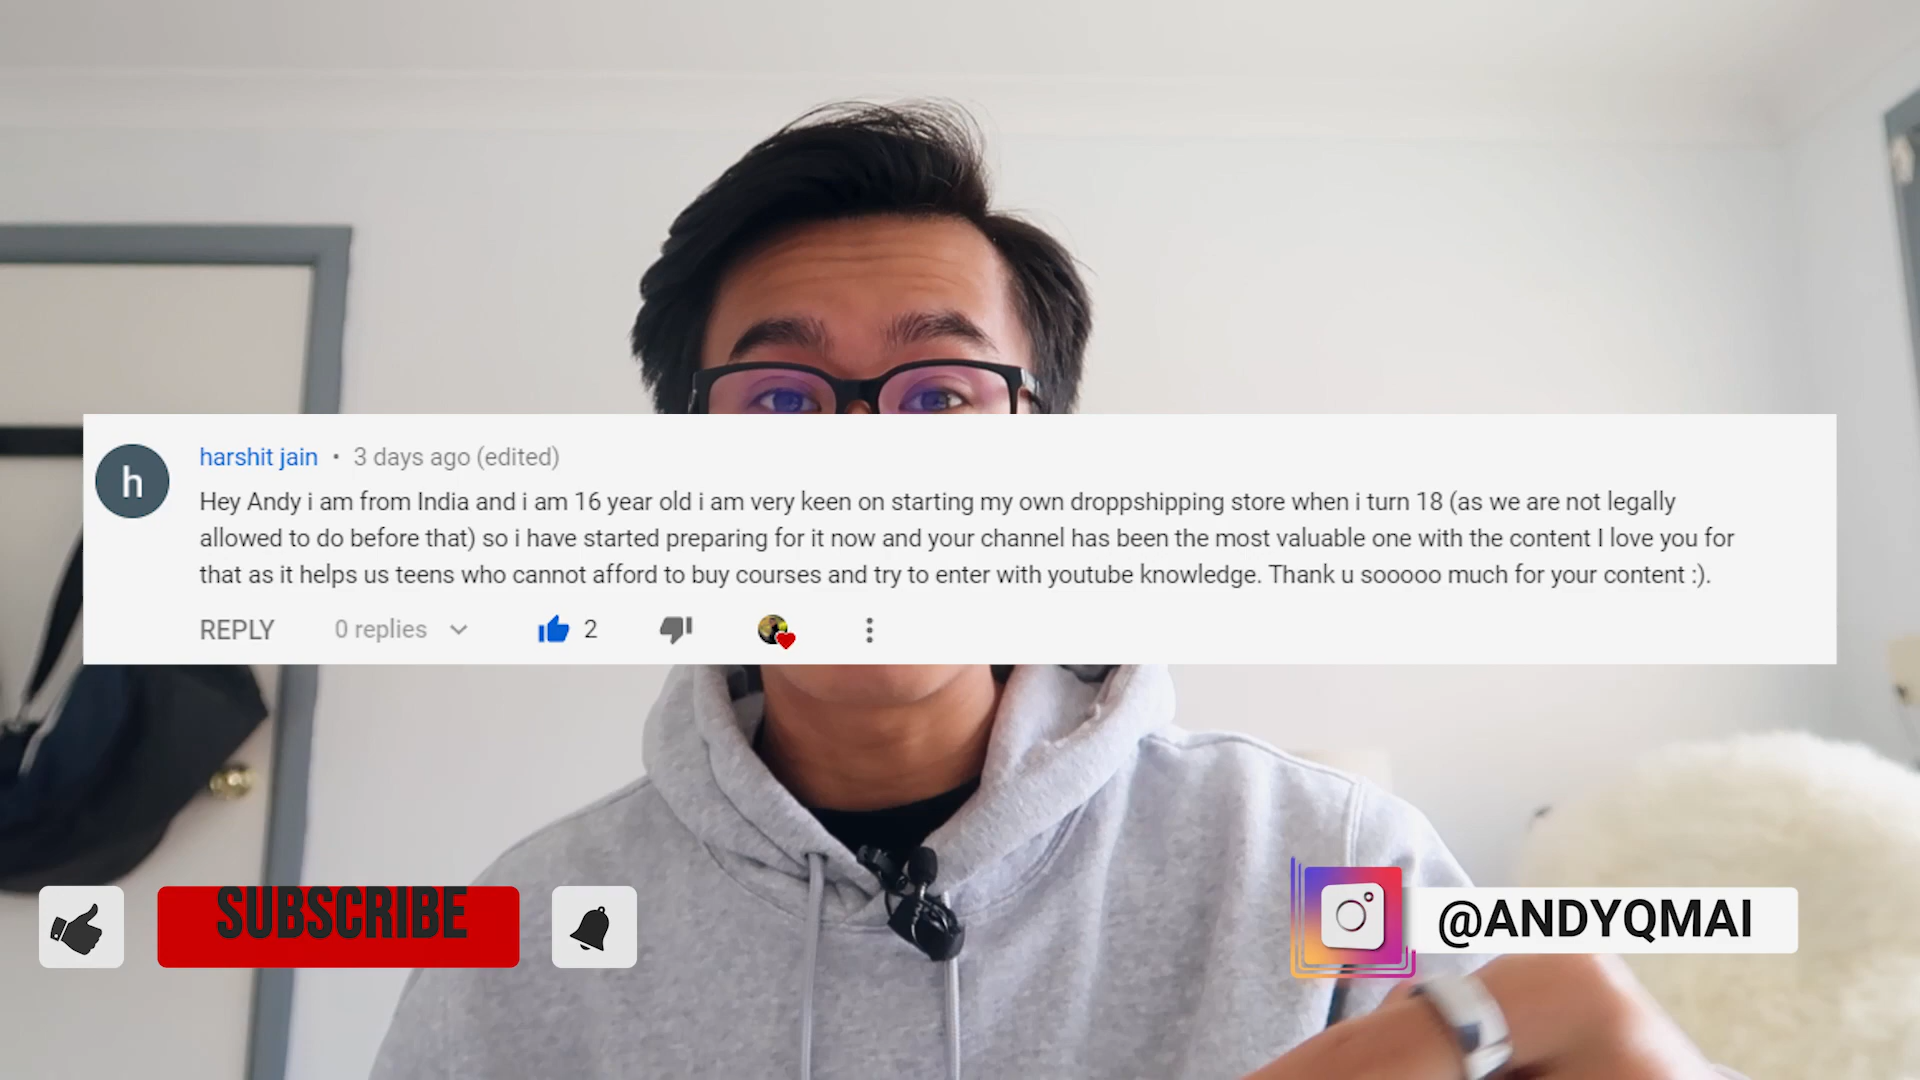 h
harshit jain • 3 days ago (edited)
Hey Andy i am from India and i am 16 year old i am very keen on starting my own droppshipping store when i turn 18 (as we are not legally
allowed to do before that) so i have started preparing for it now and your channel has been the most valuable one with the content I love you for
that as it helps us teens who cannot afford to buy courses and try to enter with youtube knowledge. Thank u sooooo much for your content :).
REPLY 0 replies 2
SUBSCRIBE
@ANDYQMAI